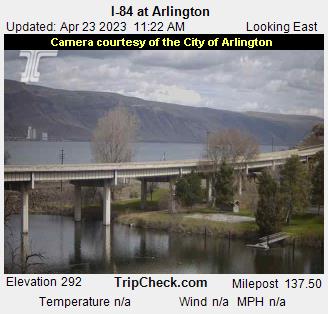 I-84 at Arlington
Updated: Apr 23 2023 11:22 AM Looking East
Camera courtesy of the City of Arlington
Elevation 292 TripCheck.com Milepost 137.50
Temperature n/a Wind n/a MPH n/a